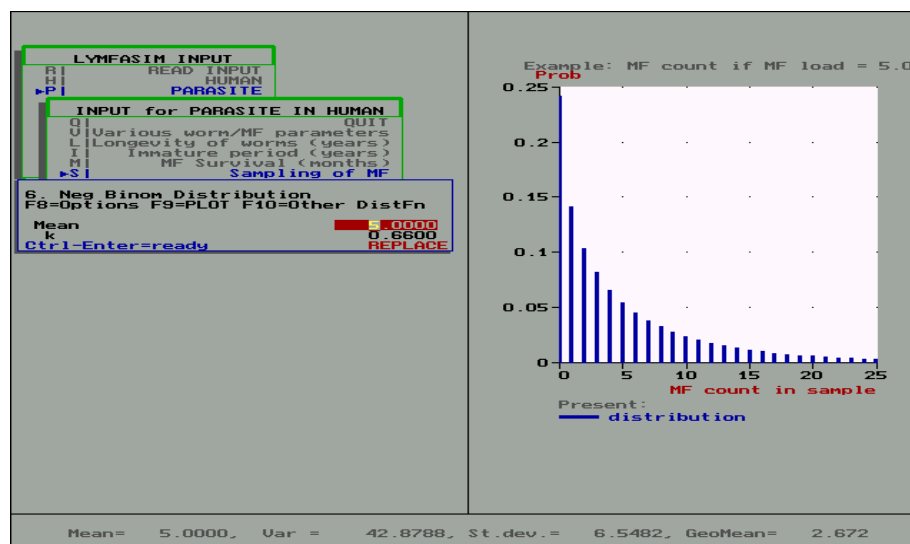 LYMFASIM INPUT
R| READ INPUT
H| HUMAN
►P| PARASITE
INPUT for PARASITE IN HUMAN
Q| QUIT
V|Various worm/MF parameters
L|Longevity of worms (years)
I| Immature period (years)
M| MF Survival (months)
►S| Sampling of MF
6. Neg Binom Distribution
F8=Options F9=PLOT F10=Other DistFn
Mean 5.0000
k 0.6600
Ctrl-Enter=ready REPLACE
Example: MF count if MF load = 5.0
Prob
0.25
0.2
0.15
0.1
0.05
0
0 5 10 15 20 25
MF count in sample
Present:
distribution
Mean= 5.0000, Var = 42.8788, St.dev.= 6.5482, GeoMean= 2.672